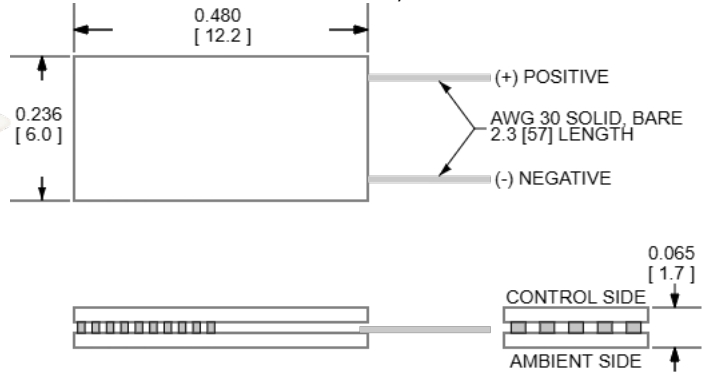 0.480
[ 12.2 ]
(+) POSITIVE
0.236
[ 6.0 ]
AWG 30 SOLID, BARE
2.3 [57] LENGTH
(-) NEGATIVE
0.065
[ 1.7 ]
CONTROL SIDE
AMBIENT SIDE